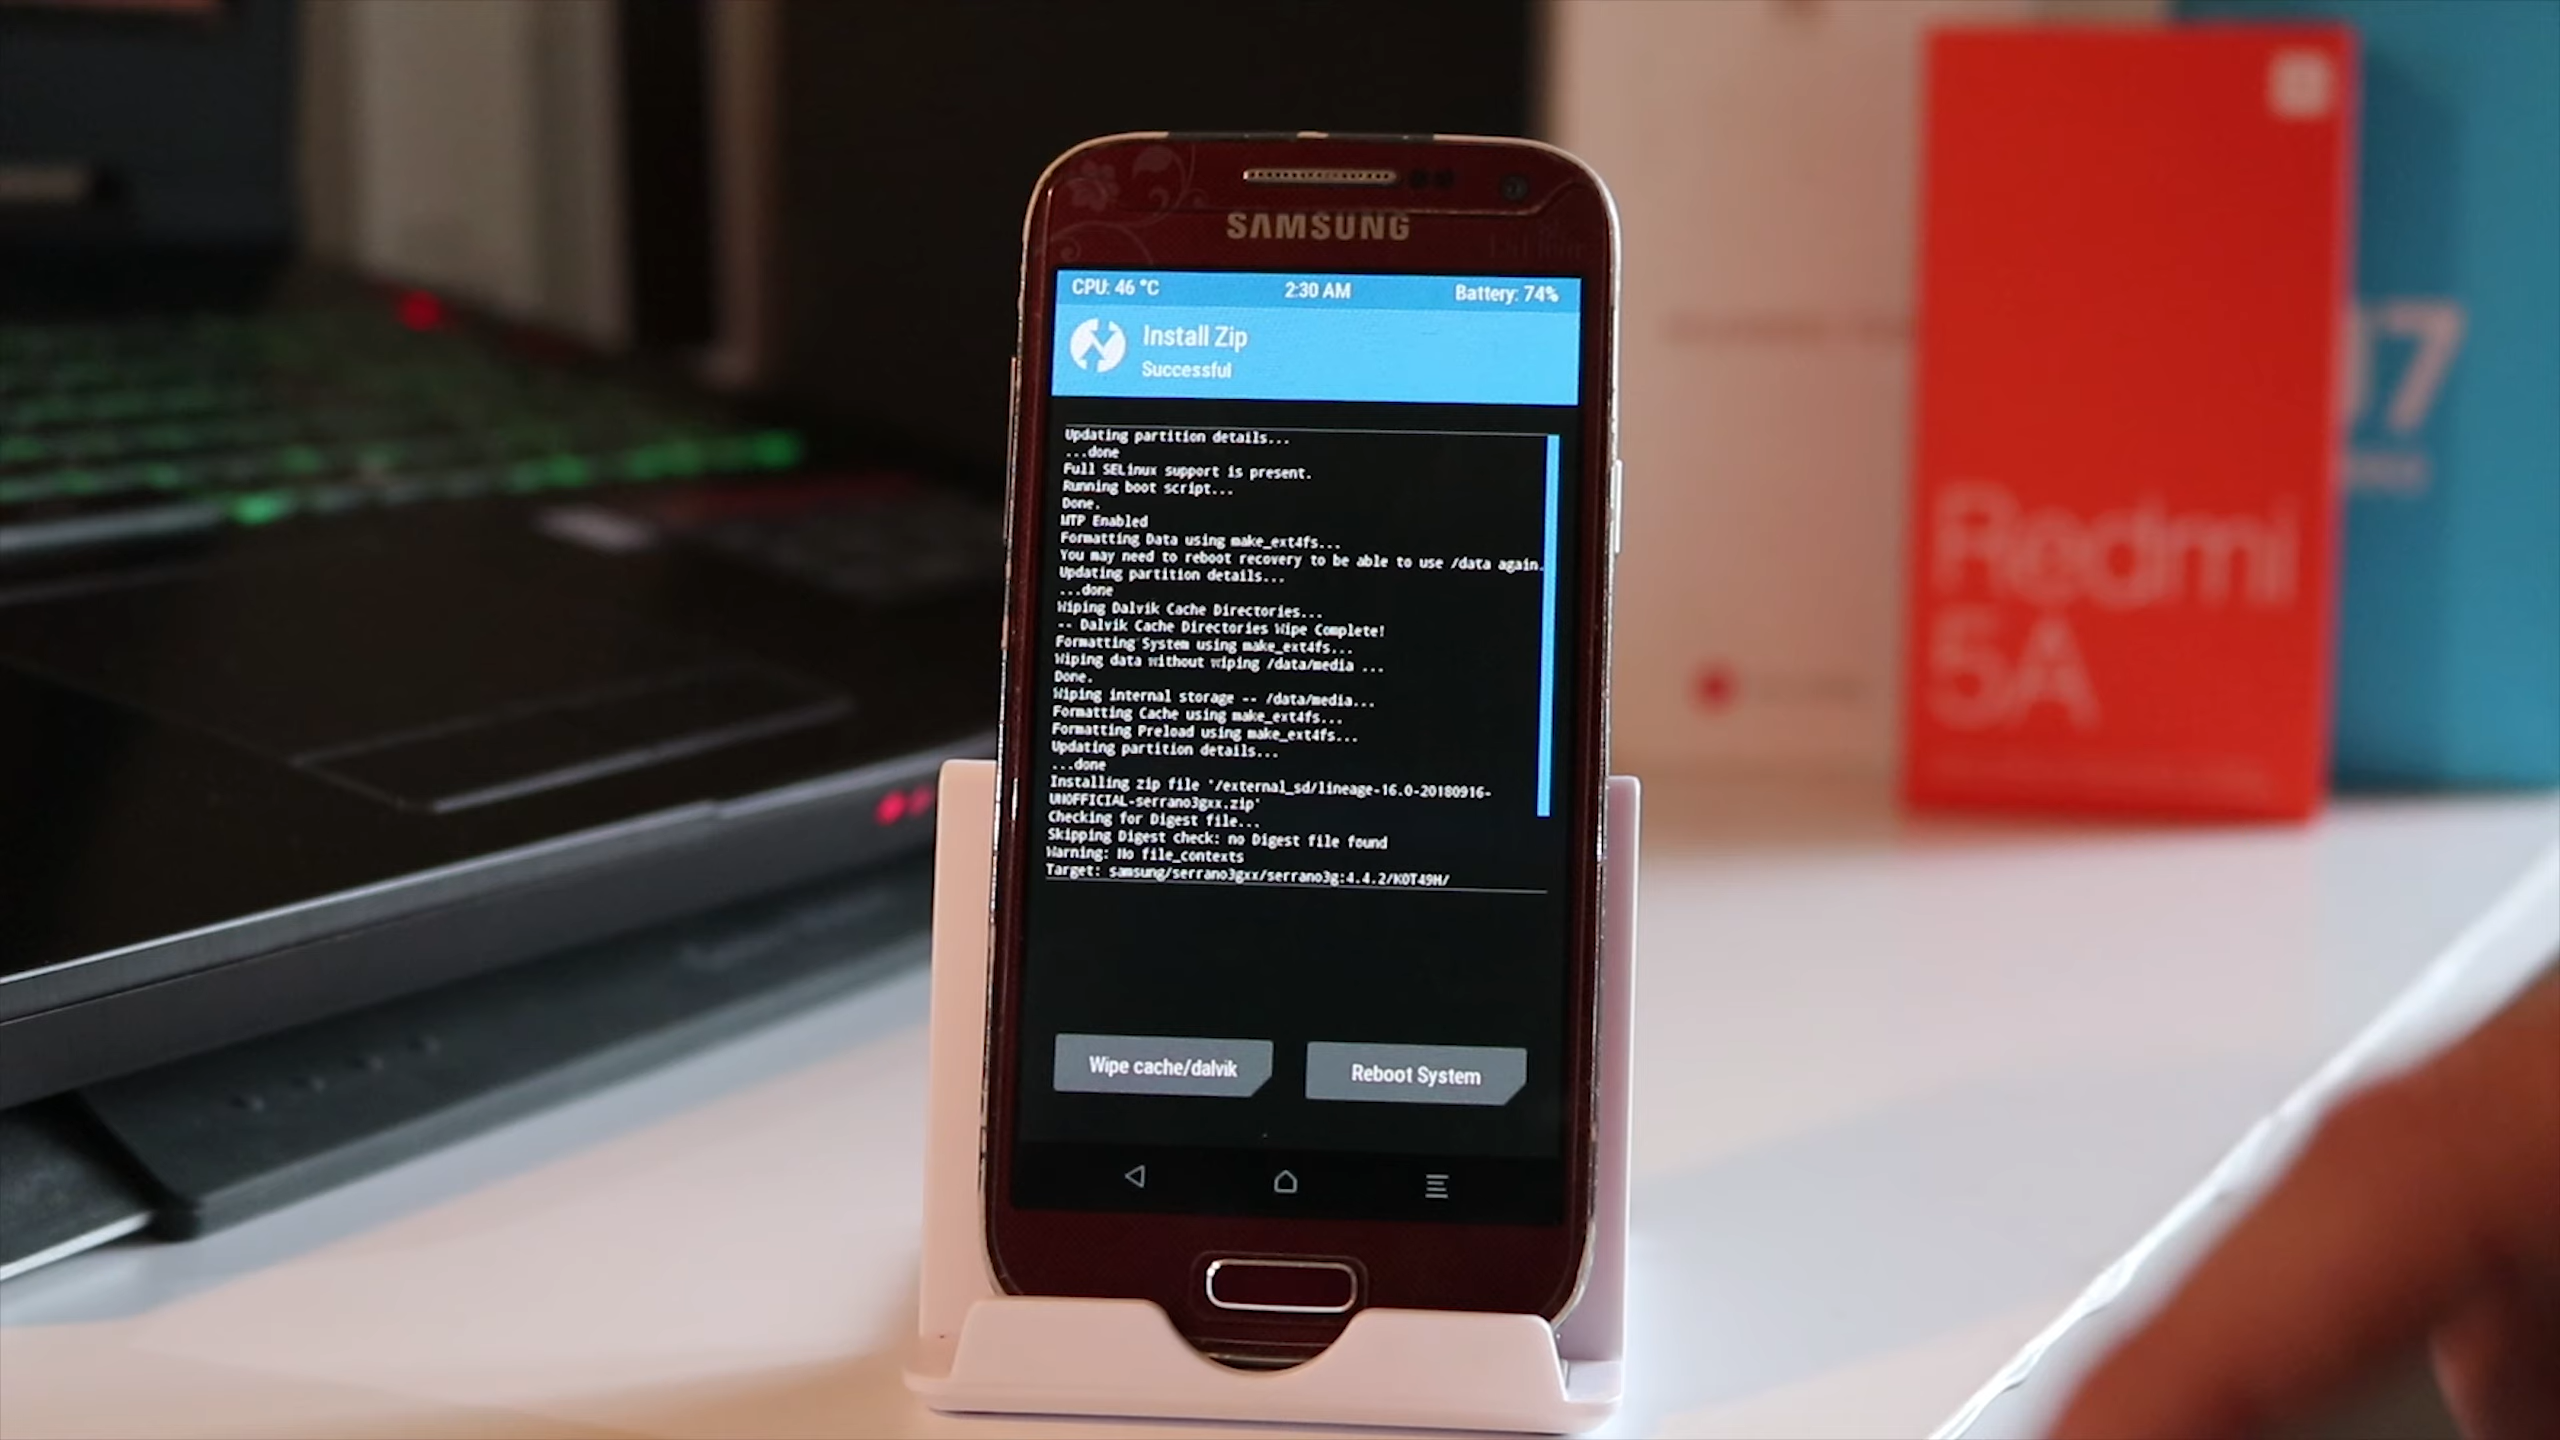 SAMSUNG
CPU: 46 °C
2:30 AM
Battery: 74%
Install Zip
Successful
Updating partition details...
...done
Full SELinux support is present.
Running boot script...
Done.
MTP Enabled
Formatting Data using make_ext4fs...
You may need to reboot recovery to be able to use /data again.
Updating partition details...
...done
Wiping Dalvik Cache Directories...
-- Dalvik Cache Directories Wipe Complete!
Formatting System using make_ext4fs...
Wiping data without wiping /data/media ...
Done.
Wiping internal storage -- /data/media...
Formatting Cache using make_ext4fs...
Formatting Preload using make_ext4fs...
Updating partition details...
...done
Installing zip file '/external_sd/lineage-16.0-20180916-
UNOFFICIAL-serrano3gxx.zip'
Checking for Digest file...
Skipping Digest check: no Digest file found
Warning: No file_contexts
Target: samsung/serrano3gxx/serrano3g:4.4.2/KOT49H/
Wipe cache/dalvik
Reboot System
Redmi
5A